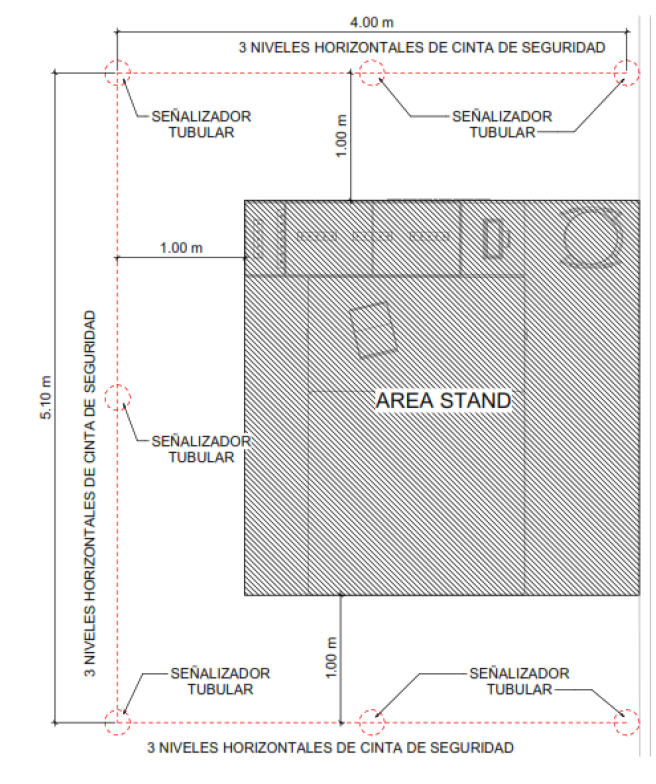 4.00 m
3 NIVELES HORIZONTALES DE CINTA DE SEGURIDAD
SEÑALIZADOR
TUBULAR
SEÑALIZADOR
TUBULAR
1.00 m
1.00 m
5.10 m
3 NIVELES HORIZONTALES DE CINTA DE SEGURIDAD
AREA STAND
SEÑALIZADOR
TUBULAR
1.00 m
SEÑALIZADOR
TUBULAR
SEÑALIZADOR
TUBULAR
3 NIVELES HORIZONTALES DE CINTA DE SEGURIDAD